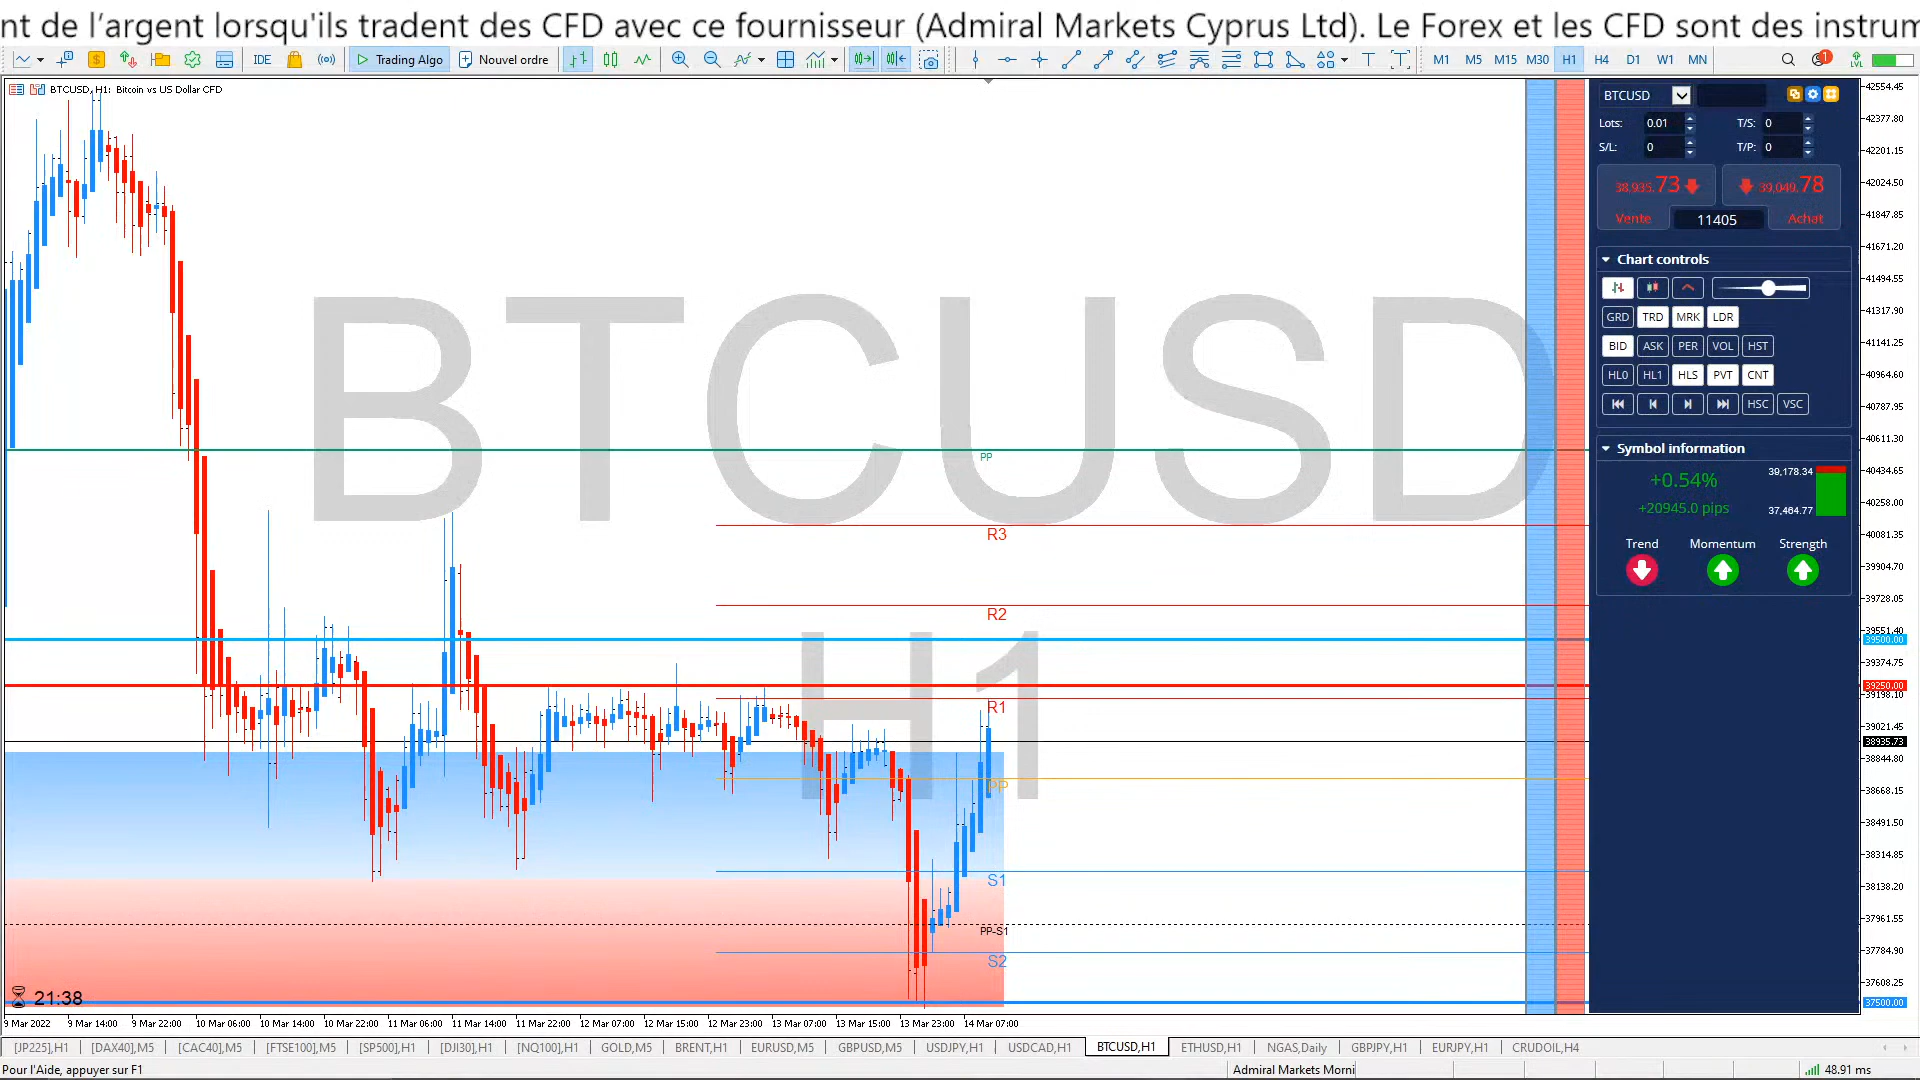 nt de l’argent lorsqu'ils tradent des CFD avec ce fournisseur (Admiral Markets Cyprus Ltd). Le Forex et les CFD sont des instrum
IDE Trading Algo Nouvel ordre M1 M5 M15 M30 H1 H4 D1 W1 MN 1 LVL
BTCUSD, H1: Bitcoin vs US Dollar CFD
BTCUSD
H1
PP
R3
R2
R1
PP
S1
PP-S1
S2
21:38
42554.45
42377.80
42201.15
42024.50
41847.85
41671.20
41494.55
41317.90
41141.25
40964.60
40787.95
40611.30
40434.65
40258.00
40081.35
39904.70
39728.05
39551.40
39500.00
39374.75
39250.00
39198.10
39021.45
38935.73
38844.80
38668.15
38491.50
38314.85
38138.20
37961.55
37784.90
37608.25
37500.00
BTCUSD
Lots: 0.01 T/S: 0
S/L: 0 T/P: 0
38,935.73 39,049.78
Vente 11405 Achat
Chart controls
GRD TRD MRK LDR
BID ASK PER VOL HST
HL0 HL1 HLS PVT CNT
HSC VSC
Symbol information
+0.54% 39,178.34
+20945.0 pips 37,464.77
Trend Momentum Strength
9 Mar 2022 9 Mar 14:00 9 Mar 22:00 10 Mar 06:00 10 Mar 14:00 10 Mar 22:00 11 Mar 06:00 11 Mar 14:00 11 Mar 22:00 12 Mar 07:00 12 Mar 15:00 12 Mar 23:00 13 Mar 07:00 13 Mar 15:00 13 Mar 23:00 14 Mar 07:00
[JP225],H1 [DAX40],M5 [CAC40],M5 [FTSE100],M5 [SP500],H1 [DJI30],H1 [NQ100],H1 GOLD,M5 BRENT,H1 EURUSD,M5 GBPUSD,M5 USDJPY,H1 USDCAD,H1 BTCUSD,H1 ETHUSD,H1 NGAS,Daily GBPJPY,H1 EURJPY,H1 CRUDOIL,H4
Pour l'Aide, appuyer sur F1 Admiral Markets Morni 48.91 ms